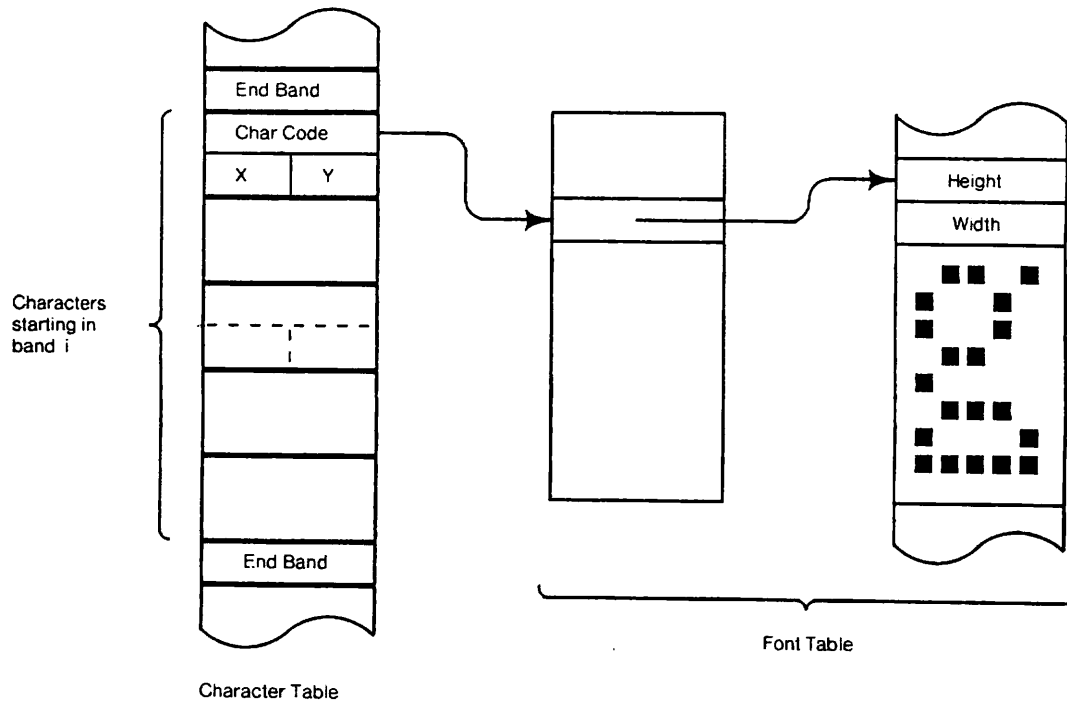 End Band
Char Code
X Y
Height
Width
Characters
starting in
band i
End Band
Font Table
Character Table